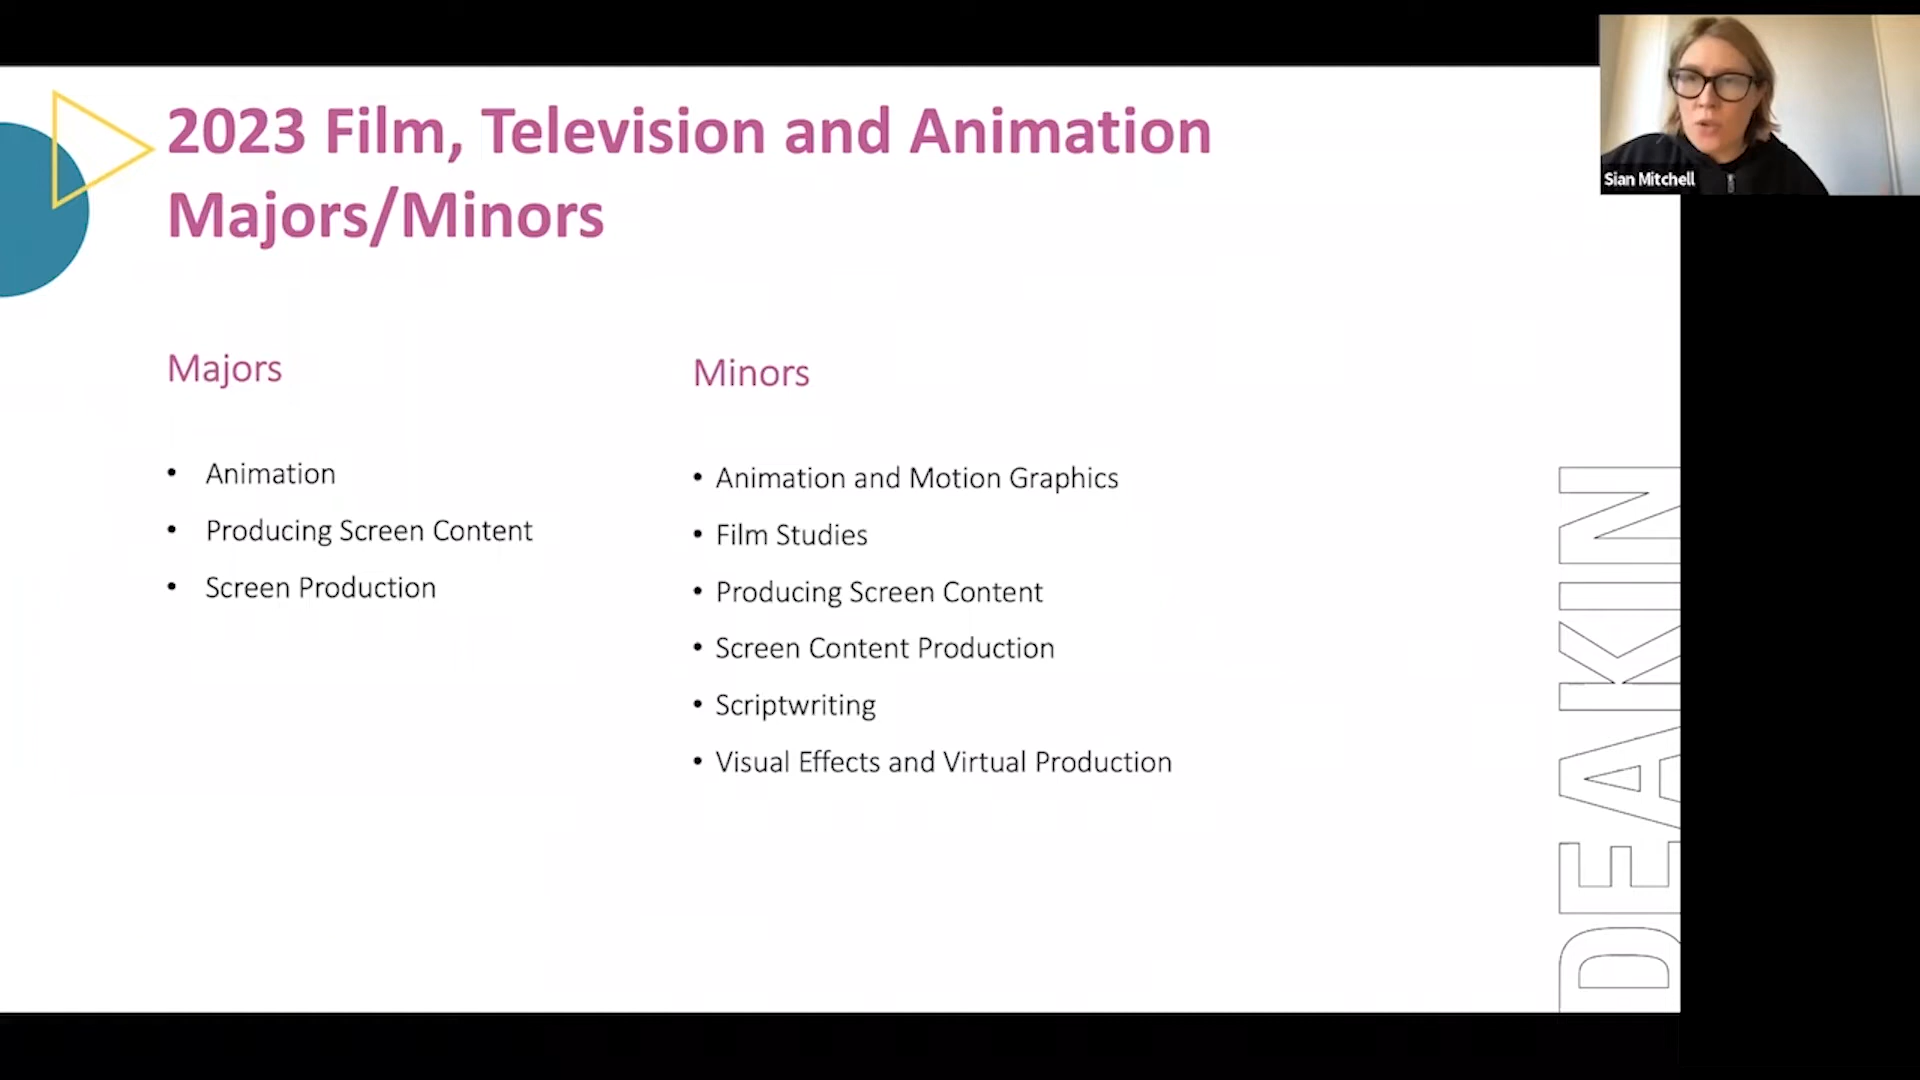 2023 Film, Television and Animation
Majors/Minors
Majors
• Animation
• Producing Screen Content
• Screen Production
Minors
• Animation and Motion Graphics
• Film Studies
• Producing Screen Content
• Screen Content Production
• Scriptwriting
• Visual Effects and Virtual Production
DEAKIN
Sian Mitchell